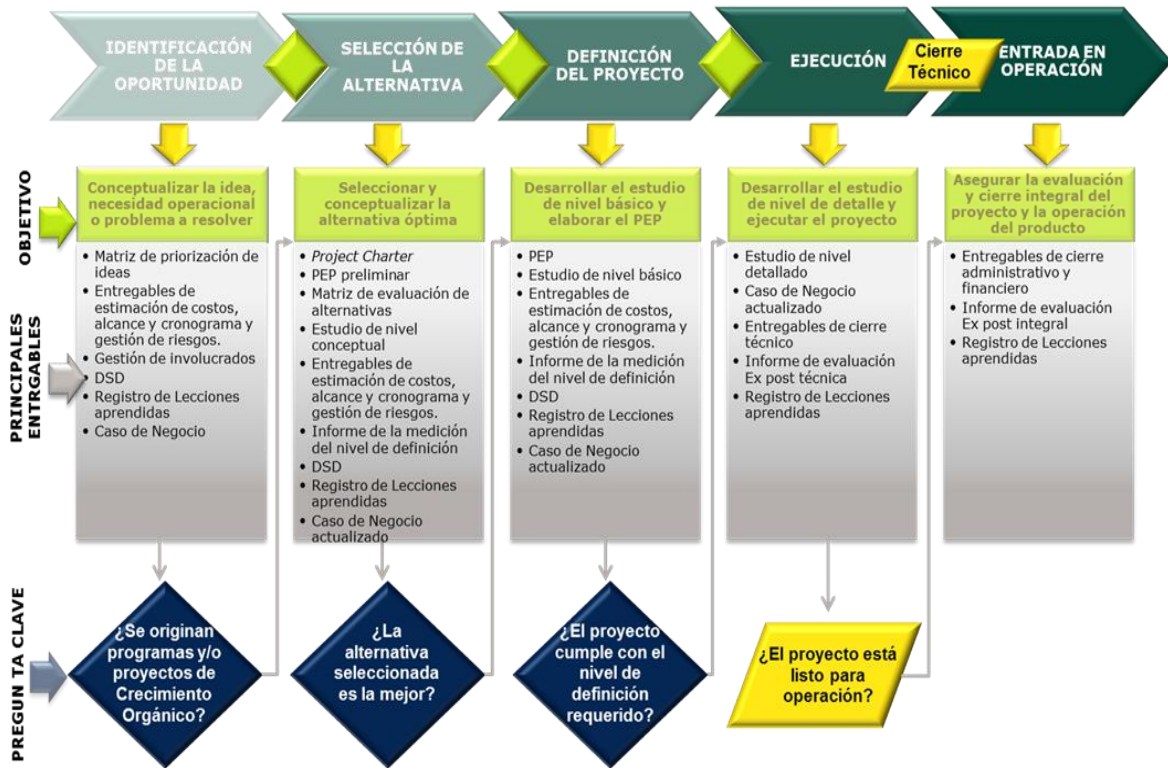 IDENTIFICACIÓN
DE LA
OPORTUNIDAD
SELECCIÓN DE
LA
ALTERNATIVA
DEFINICIÓN
DEL PROYECTO
EJECUCIÓN
Cierre
Técnico
ENTRADA EN
OPERACIÓN
OBJETIVO
Conceptualizar la idea,
necesidad operacional
o problema a resolver
Seleccionar y
conceptualizar la
alternativa óptima
Desarrollar el estudio
de nivel básico y
elaborar el PEP
Desarrollar el estudio
de nivel de detalle y
ejecutar el proyecto
Asegurar la evaluación
y cierre integral del
proyecto y la operación
del producto
PRINCIPALES
ENTRGABLES
• Matriz de priorización de
ideas
• Entregables de
estimación de costos,
alcance y cronograma y
gestión de riesgos.
• Gestión de involucrados
• DSD
• Registro de Lecciones
aprendidas
• Caso de Negocio
• Project Charter
• PEP preliminar
• Matriz de evaluación de
alternativas
• Estudio de nivel
conceptual
• Entregables de
estimación de costos,
alcance y cronograma y
gestión de riesgos.
• Informe de la medición
del nivel de definición
• DSD
• Registro de Lecciones
aprendidas
• Caso de Negocio
actualizado
• PEP
• Estudio de nivel básico
• Entregables de
estimación de costos,
alcance y cronograma y
gestión de riesgos.
• Informe de la medición
del nivel de definición
• DSD
• Registro de Lecciones
aprendidas
• Caso de Negocio
actualizado
• Estudio de nivel
detallado
• Caso de Negocio
actualizado
• Entregables de cierre
técnico
• Informe de evaluación
Ex post técnica
• Registro de Lecciones
aprendidas
• Entregables de cierre
administrativo y
financiero
• Informe de evaluación
Ex post integral
• Registro de Lecciones
aprendidas
PREGUN TA CLAVE
¿Se originan
programas y/o
proyectos de
Crecimiento
Orgánico?
¿La
alternativa
seleccionada
es la mejor?
¿El proyecto
cumple con el
nivel de
definición
requerido?
¿El proyecto está
listo para
operación?